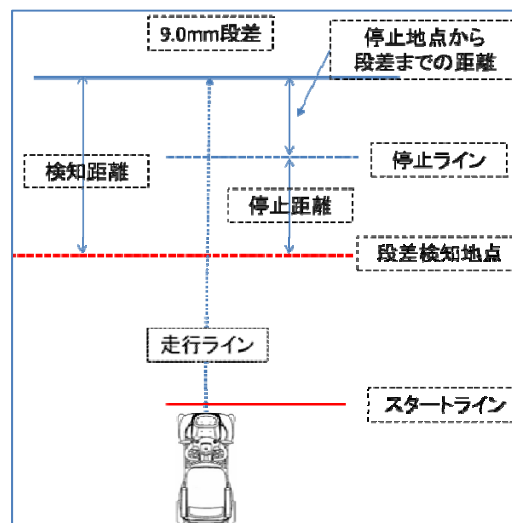 9.0mm段差
停止地点から
段差までの距離
停止ライン
検知距離
停止距離
段差検知地点
走行ライン
スタートライン